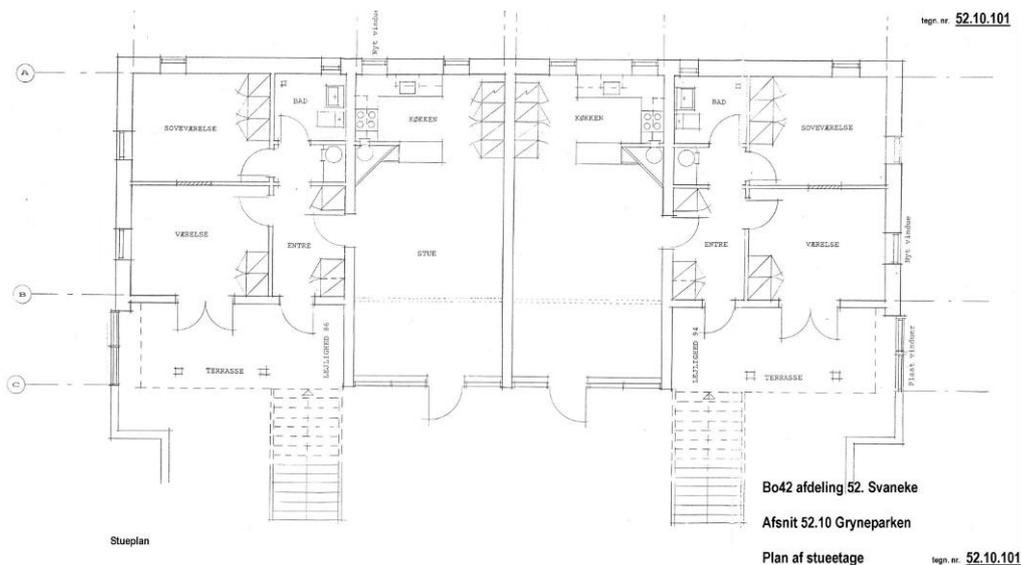 tegn. nr. 52.10.101
Nyt vindue
A
BAD
KØKKEN
KØKKEN
BAD
SOVEVÆRELSE
SOVEVÆRELSE
VÆRELSE
ENTRE
STUE
ENTRE
VÆRELSE
Nyt vindue
B
LEJLIGHED 86
LEJLIGHED 94
TERRASSE
TERRASSE
Plast vinduer
C
Bo42 afdeling 52. Svaneke
Afsnit 52.10 Gryneparken
Stueplan
Plan af stueetage
tegn. nr. 52.10.101